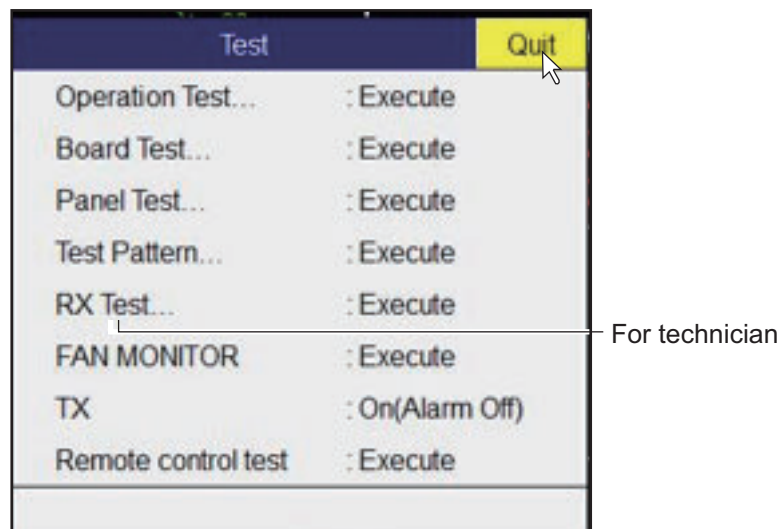 Test Quit
Operation Test... : Execute
Board Test... : Execute
Panel Test... : Execute
Test Pattern... : Execute
RX Test... : Execute
For technician
FAN MONITOR : Execute
TX : On(Alarm Off)
Remote control test : Execute